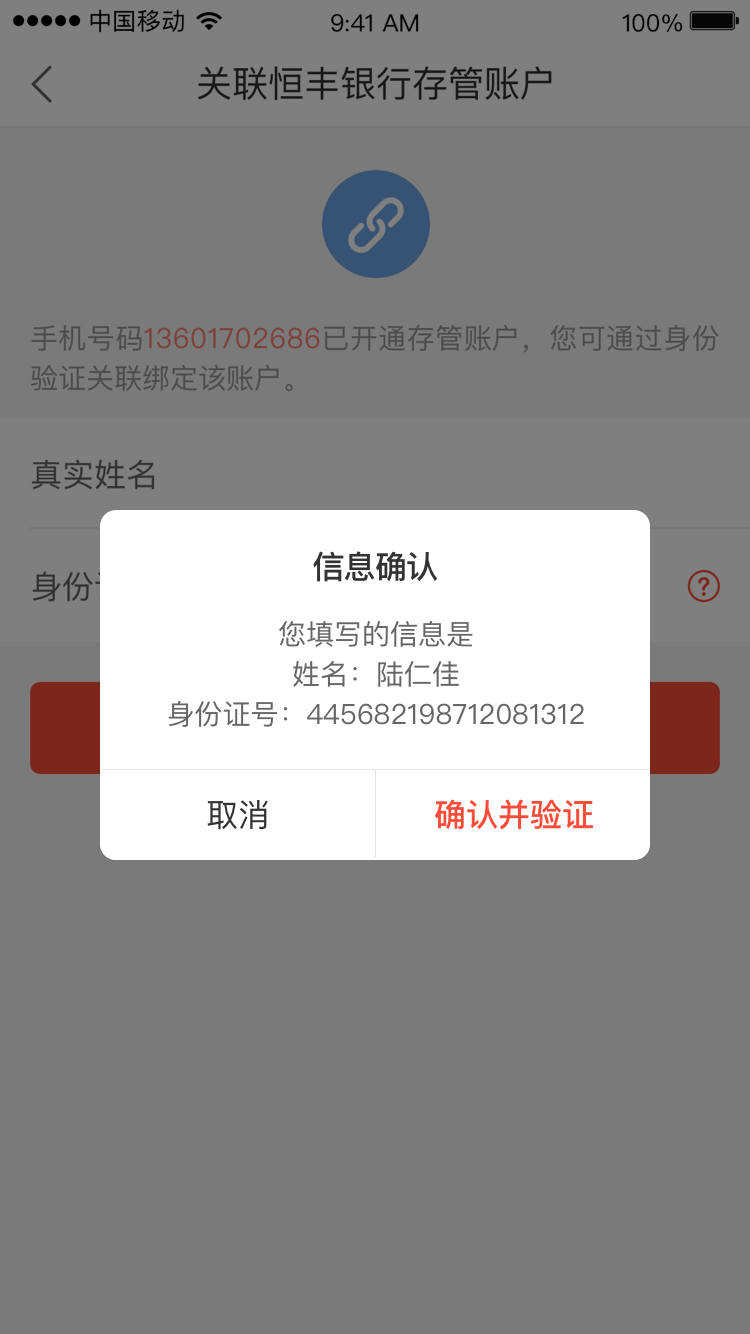 中国移动 9:41 AM 100%
关联恒丰银行存管账户
手机号码13601702686已开通存管账户，您可通过身份
验证关联绑定该账户。
真实姓名
身份
信息确认
您填写的信息是
姓名：陆仁佳
身份证号：445682198712081312
取消 确认并验证